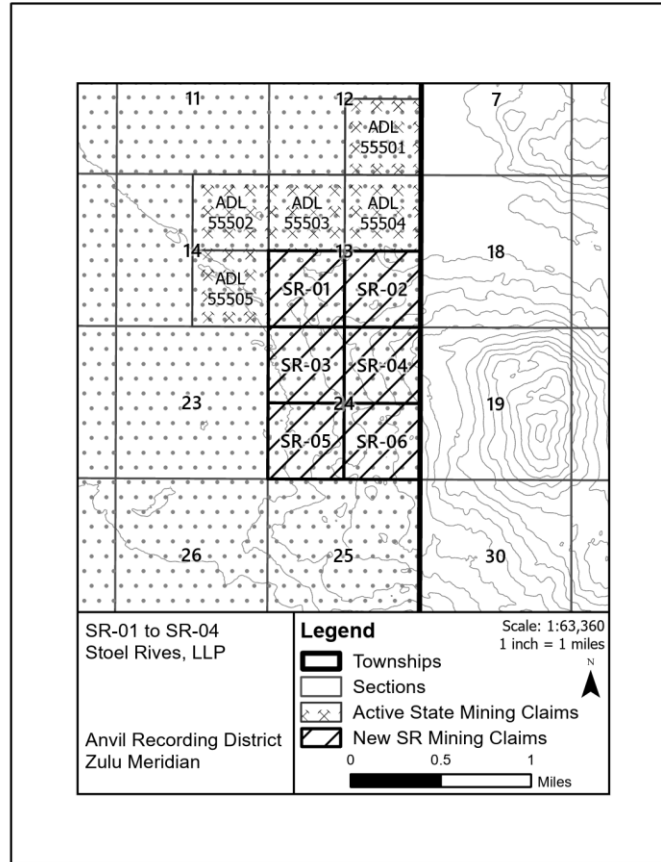 11
12
7
ADL
55501
ADL
55502
ADL
55503
ADL
55504
14
13
18
ADL
55505
SR-01
SR-02
SR-03
SR-04
23
24
19
SR-05
SR-06
26
25
30
SR-01 to SR-04
Stoel Rives, LLP
Anvil Recording District
Zulu Meridian
Legend
Scale: 1:63,360
1 inch = 1 miles
N
Townships
Sections
Active State Mining Claims
New SR Mining Claims
0 0.5 1
Miles